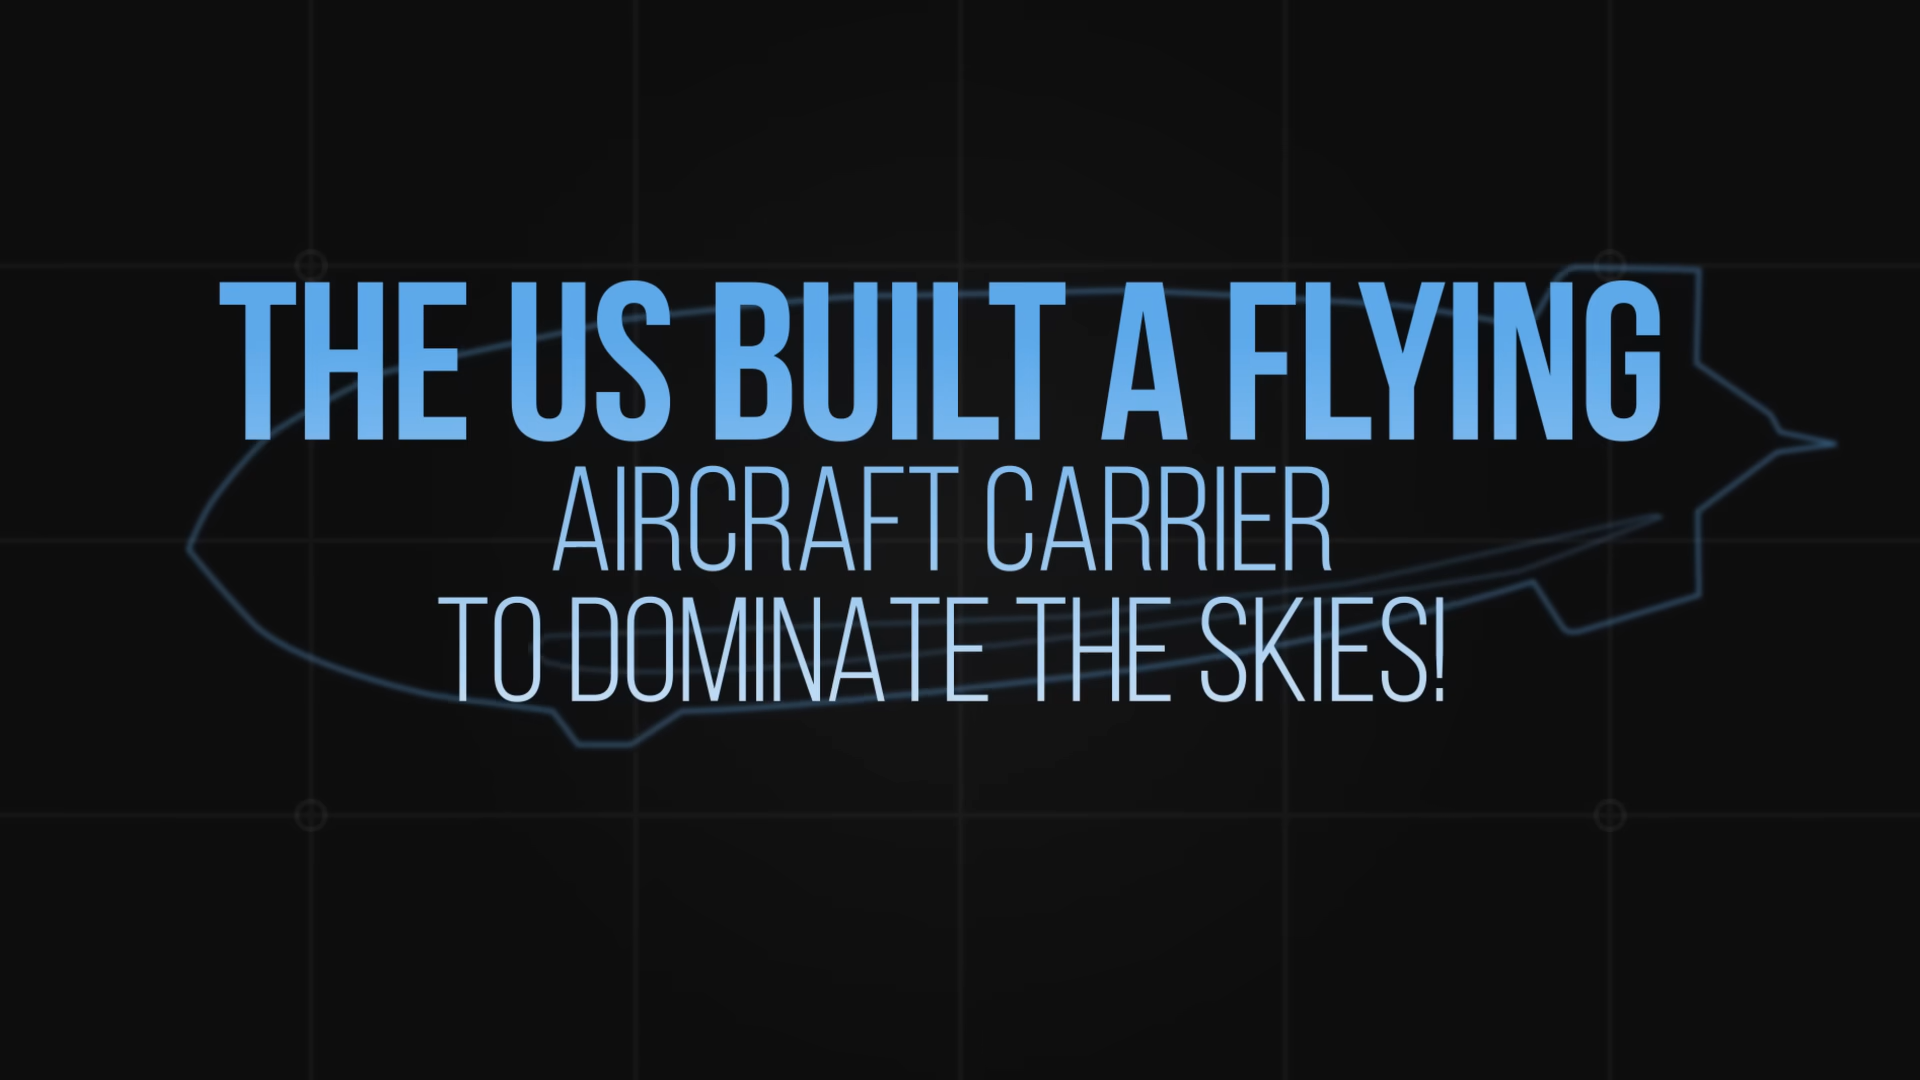 THE US BUILT A FLYING
AIRCRAFT CARRIER
TO DOMINATE THE SKIES!